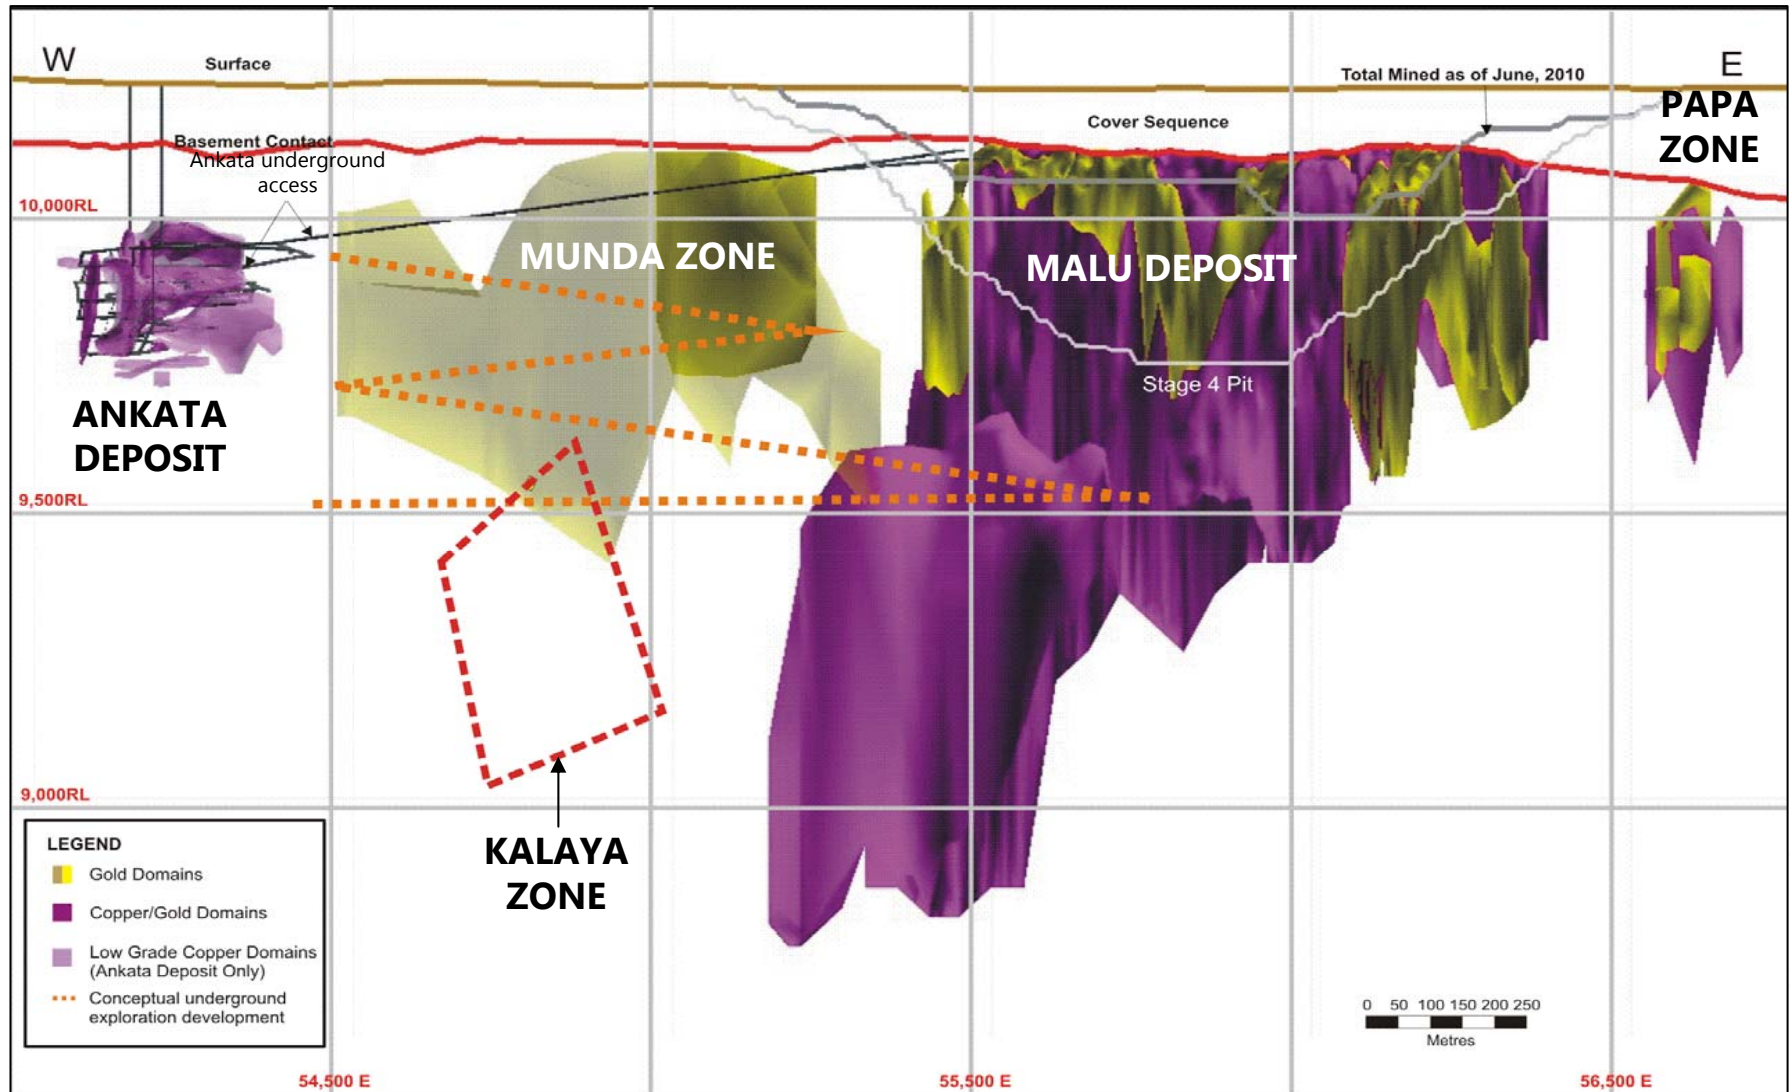 W
Surface
Total Mined as of June, 2010
E
PAPA
ZONE
Cover Sequence
Basement Contact
Ankata underground
access
10,000RL
MUNDA ZONE
MALU DEPOSIT
Stage 4 Pit
ANKATA
DEPOSIT
9,500RL
9,000RL
KALAYA
ZONE
LEGEND
Gold Domains
Copper/Gold Domains
Low Grade Copper Domains
(Ankata Deposit Only)
Conceptual underground
exploration development
0 50 100 150 200 250
Metres
54,500 E
55,500 E
56,500 E